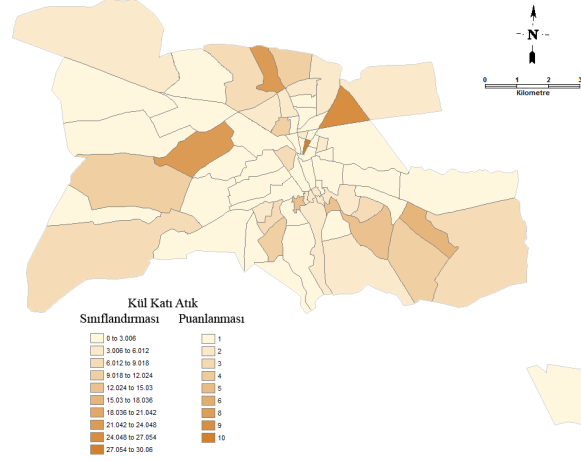 N
0 1 2 3
Kilometre
Kül Katı Atık
Sınıflandırması Puanlanması
0 to 3.006 1
3.006 to 6.012 2
6.012 to 9.018 3
9.018 to 12.024 4
12.024 to 15.03 5
15.03 to 18.036 6
18.036 to 21.042 8
21.042 to 24.048 9
24.048 to 27.054 10
27.054 to 30.06